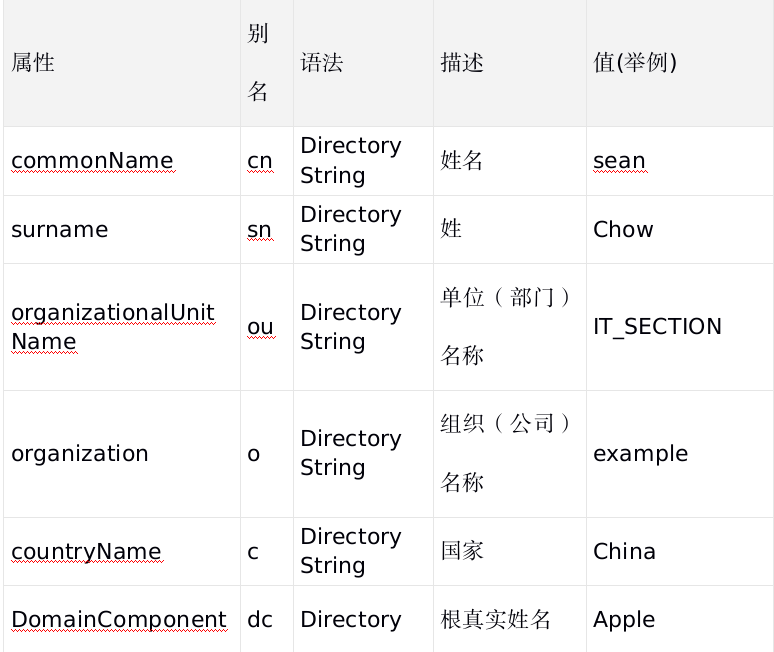 属性 别名 语法 描述 值(举例)
commonName cn Directory String 姓名 sean
surname sn Directory String 姓 Chow
organizationalUnitName ou Directory String 单位（部门）名称 IT_SECTION
organization o Directory String 组织（公司）名称 example
countryName c Directory String 国家 China
DomainComponent dc Directory 根真实姓名 Apple